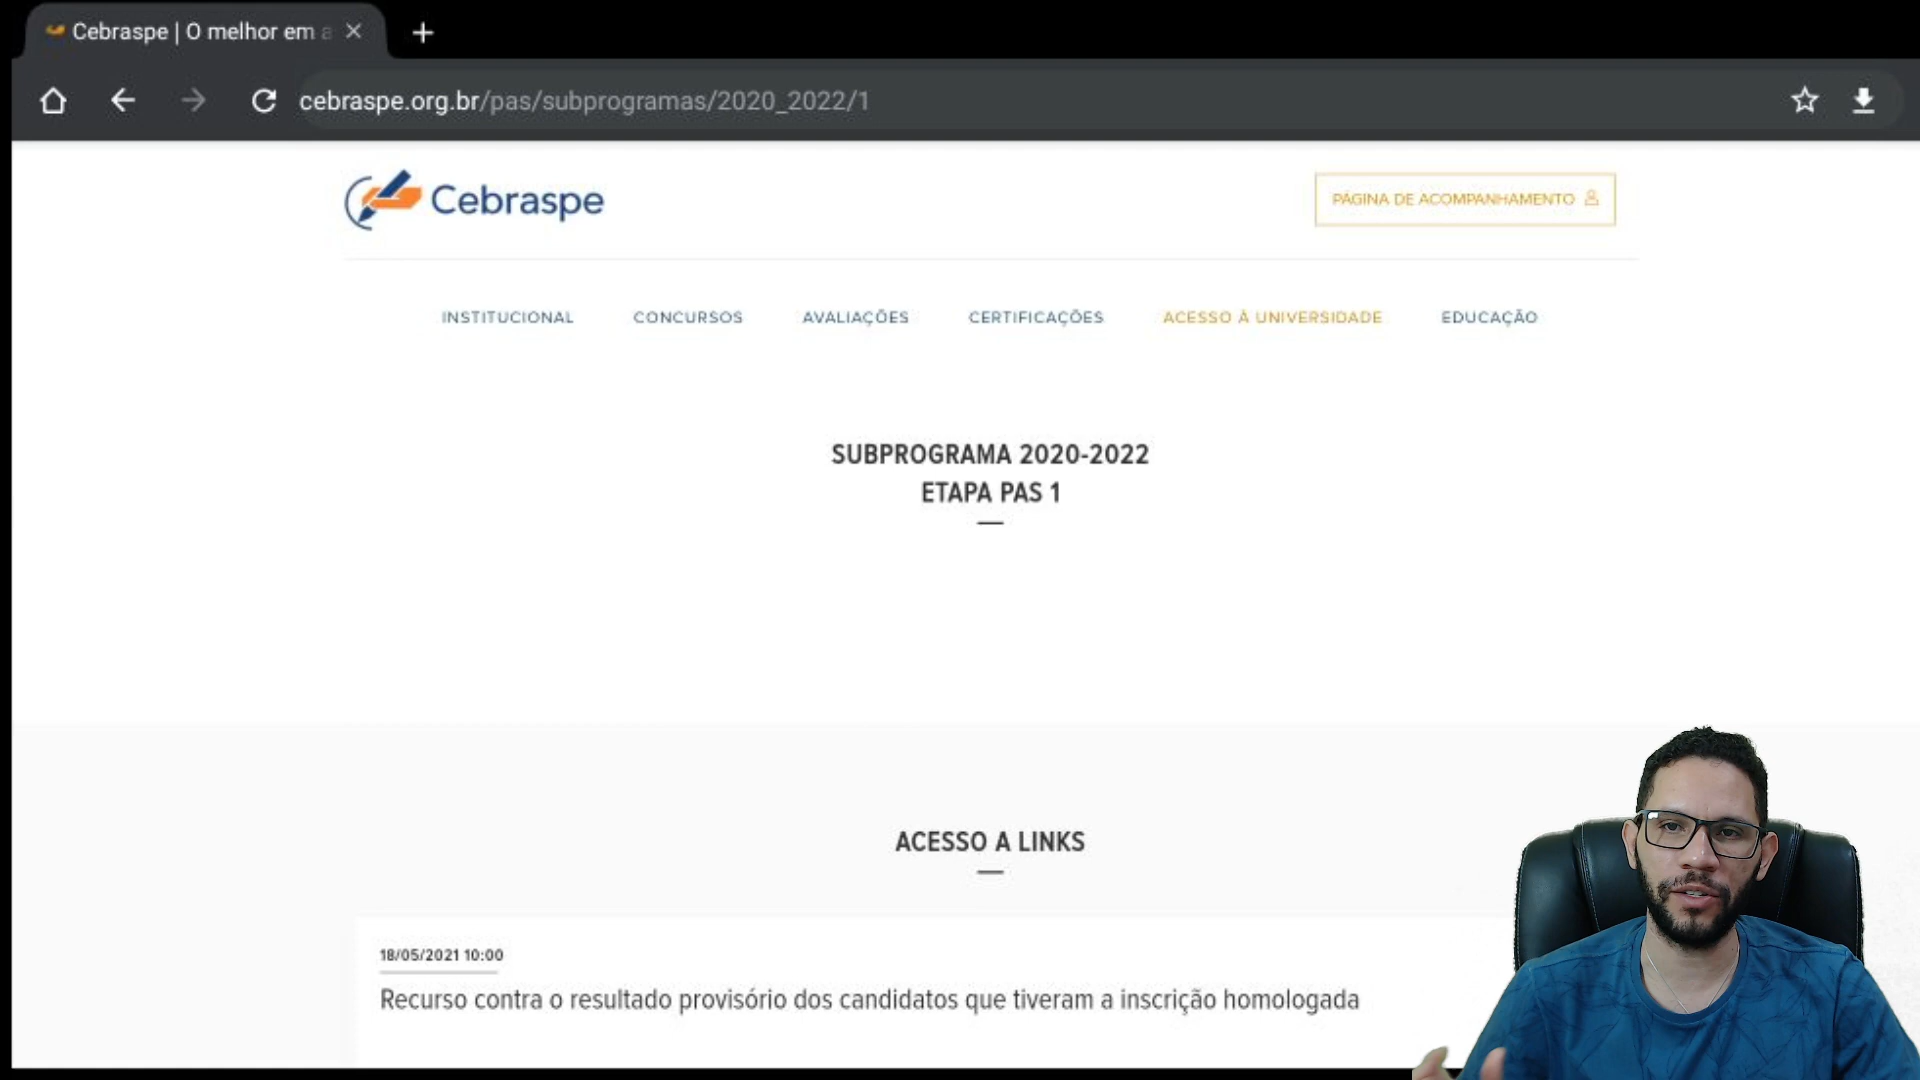 Cebraspe | O melhor em a
cebraspe.org.br/pas/subprogramas/2020_2022/1
Cebraspe
PÁGINA DE ACOMPANHAMENTO
INSTITUCIONAL CONCURSOS AVALIAÇÕES CERTIFICAÇÕES ACESSO À UNIVERSIDADE EDUCAÇÃO
SUBPROGRAMA 2020-2022
ETAPA PAS 1
ACESSO A LINKS
18/05/2021 10:00
Recurso contra o resultado provisório dos candidatos que tiveram a inscrição homologada